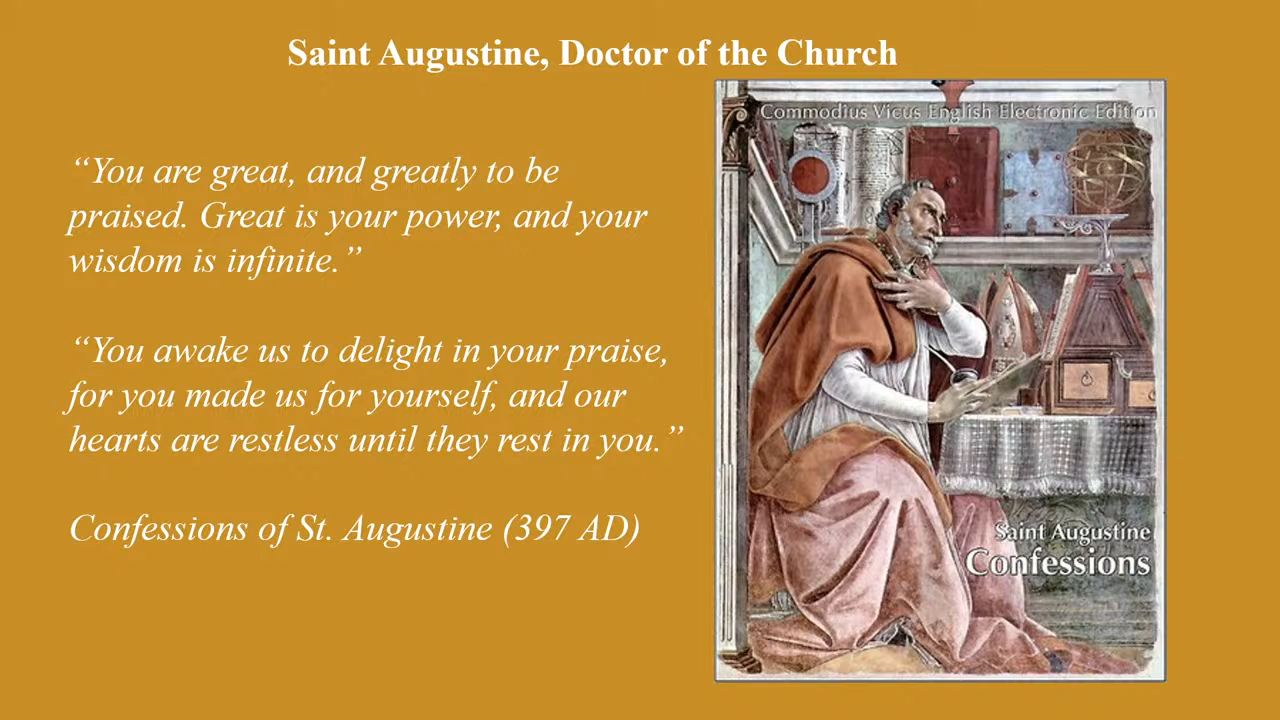 Saint Augustine, Doctor of the Church
“You are great, and greatly to be
praised. Great is your power, and your
wisdom is infinite.”
“You awake us to delight in your praise,
for you made us for yourself, and our
hearts are restless until they rest in you.”
Confessions of St. Augustine (397 AD)
Commodius Vicus English Electronic Edition
Saint Augustine
Confessions